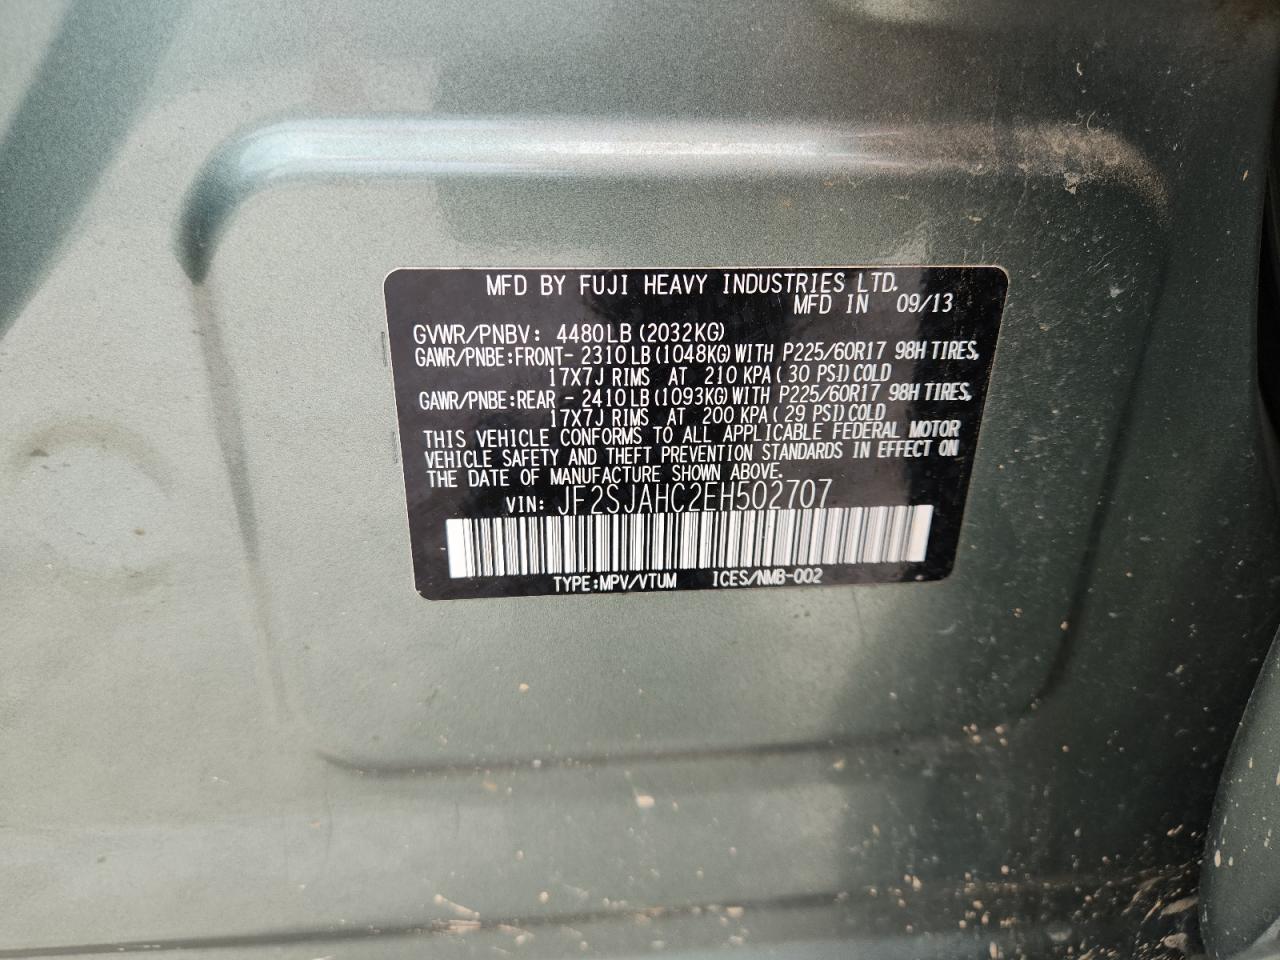 MFD BY FUJI HEAVY INDUSTRIES LTD.
MFD IN 09/13
GVWR/PNBV: 4480LB (2032KG)
GAWR/PNBE:FRONT- 2310LB (1048KG) WITH P225/60R17 98H TIRES,
17X7J RIMS AT 210 KPA ( 30 PSI) COLD
GAWR/PNBE:REAR - 2410LB (1093KG) WITH P225/60R17 98H TIRES,
17X7J RIMS AT 200 KPA ( 29 PSI) COLD
THIS VEHICLE CONFORMS TO ALL APPLICABLE FEDERAL MOTOR
VEHICLE SAFETY AND THEFT PREVENTION STANDARDS IN EFFECT ON
THE DATE OF MANUFACTURE SHOWN ABOVE.
VIN: JF2SJAHC2EH502707
TYPE:MPV/VTUM ICES/NMB-002